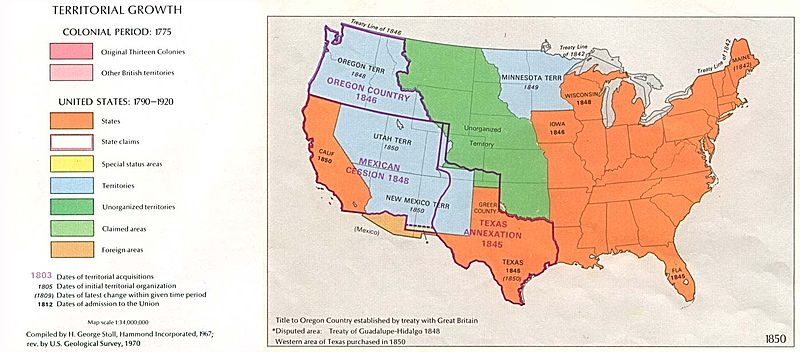 TERRITORIAL GROWTH
COLONIAL PERIOD: 1775
Original Thirteen Colonies
Other British territories
UNITED STATES: 1790–1920
States
State claims
Special status areas
Territories
Unorganized territories
Claimed areas
Foreign areas
1803 Dates of territorial acquisitions
1805 Dates of initial territorial organization
(1809) Dates of latest change within given time period
1812 Dates of admission to the Union
Map scale 1:34,000,000
Compiled by H. George Stoll, Hammond Incorporated, 1967;
rev. by U.S. Geological Survey, 1970
Treaty Line of 1846
OREGON TERR
1848
OREGON COUNTRY
1846
Treaty Line
of 1842
MINNESOTA TERR
1849
Treaty Line of 1842
MAINE
(1842)
WISCONSIN
1848
IOWA
1846
Unorganized
Territory
CALIF
1850
UTAH TERR
1850
MEXICAN
CESSION 1848
NEW MEXICO TERR
1850
GREER
COUNTY
TEXAS
ANNEXATION
1845
(Mexico)
TEXAS
1845
(1850)
FLA
1845
Title to Oregon Country established by treaty with Great Britain
*Disputed area: Treaty of Guadalupe-Hidalgo 1848
Western area of Texas purchased in 1850
1850